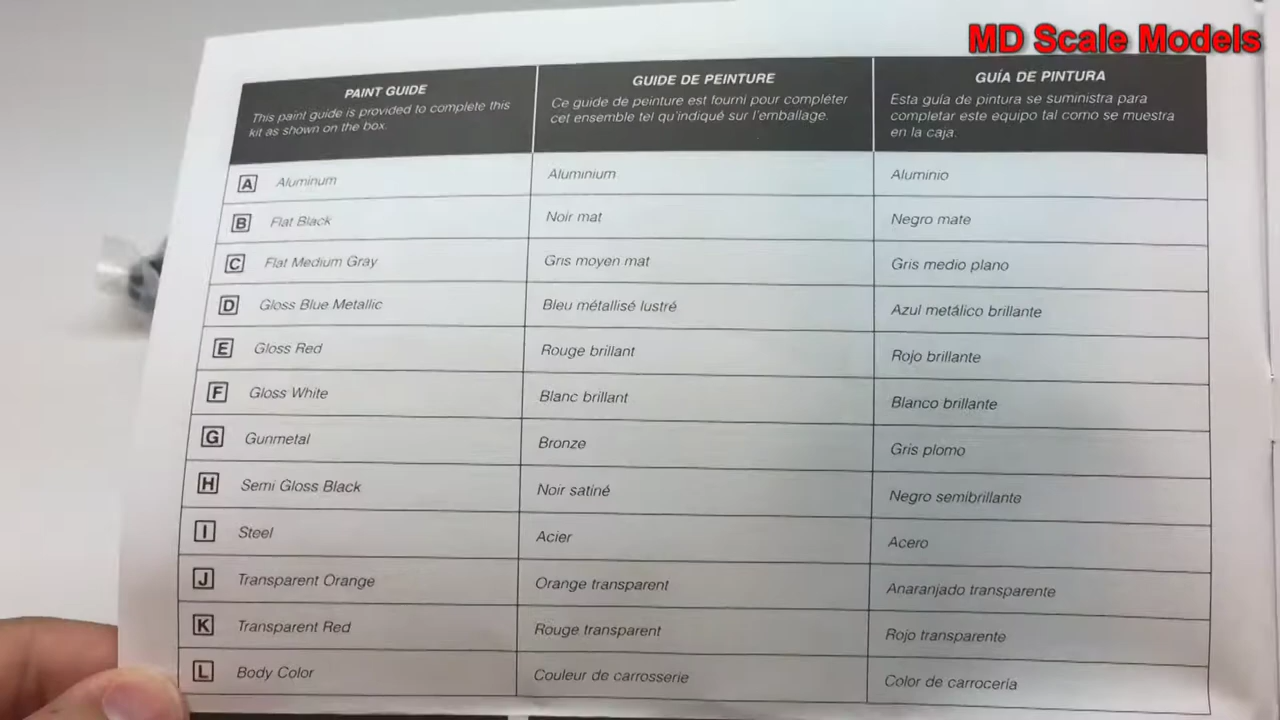 MD Scale Models
PAINT GUIDE
This paint guide is provided to complete this
kit as shown on the box.
GUIDE DE PEINTURE
Ce guide de peinture est fourni pour compléter
cet ensemble tel qu'indiqué sur l'emballage.
GUÍA DE PINTURA
Esta guía de pintura se suministra para
completar este equipo tal como se muestra
en la caja.
A Aluminum Aluminium Aluminio
B Flat Black Noir mat Negro mate
C Flat Medium Gray Gris moyen mat Gris medio plano
D Gloss Blue Metallic Bleu métallisé lustré Azul metálico brillante
E Gloss Red Rouge brillant Rojo brillante
F Gloss White Blanc brillant Blanco brillante
G Gunmetal Bronze Gris plomo
H Semi Gloss Black Noir satiné Negro semibrillante
I Steel Acier Acero
J Transparent Orange Orange transparent Anaranjado transparente
K Transparent Red Rouge transparent Rojo transparente
L Body Color Couleur de carrosserie Color de carrocería